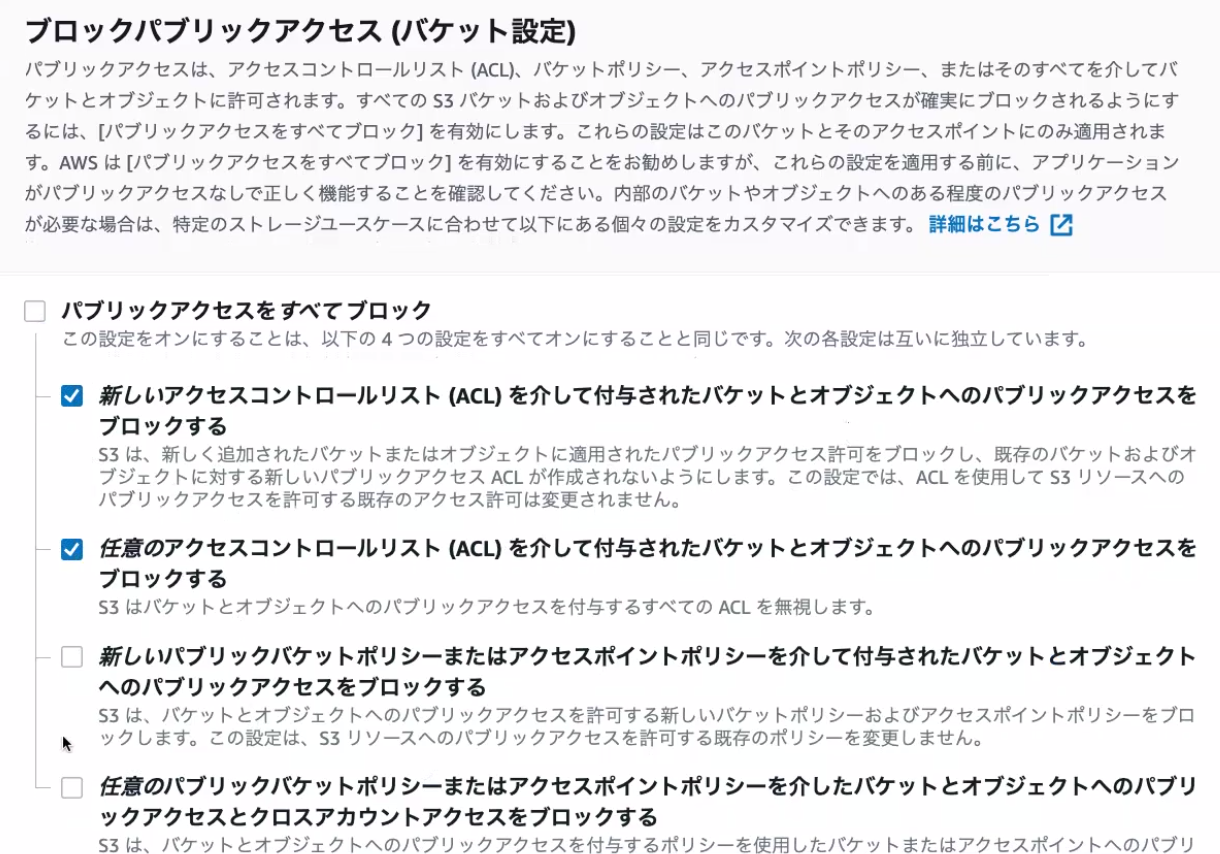 ブロックパブリックアクセス (バケット設定)
パブリックアクセスは、アクセスコントロールリスト (ACL)、バケットポリシー、アクセスポイントポリシー、またはそのすべてを介してバ
ケットとオブジェクトに許可されます。すべての S3 バケットおよびオブジェクトへのパブリックアクセスが確実にブロックされるようにす
るには、[パブリックアクセスをすべてブロック] を有効にします。これらの設定はこのバケットとそのアクセスポイントにのみ適用されま
す。AWS は [パブリックアクセスをすべてブロック] を有効にすることをお勧めしますが、これらの設定を適用する前に、アプリケーション
がパブリックアクセスなしで正しく機能することを確認してください。内部のバケットやオブジェクトへのある程度のパブリックアクセス
が必要な場合は、特定のストレージユースケースに合わせて以下にある個々の設定をカスタマイズできます。 詳細はこちら
パブリックアクセスをすべてブロック
この設定をオンにすることは、以下の 4 つの設定をすべてオンにすることと同じです。次の各設定は互いに独立しています。
新しいアクセスコントロールリスト (ACL) を介して付与されたバケットとオブジェクトへのパブリックアクセスを
ブロックする
S3 は、新しく追加されたバケットまたはオブジェクトに適用されたパブリックアクセス許可をブロックし、既存のバケットおよびオ
ブジェクトに対する新しいパブリックアクセス ACL が作成されないようにします。この設定では、ACL を使用して S3 リソースへの
パブリックアクセスを許可する既存のアクセス許可は変更されません。
任意のアクセスコントロールリスト (ACL) を介して付与されたバケットとオブジェクトへのパブリックアクセスを
ブロックする
S3 はバケットとオブジェクトへのパブリックアクセスを付与するすべての ACL を無視します。
新しいパブリックバケットポリシーまたはアクセスポイントポリシーを介して付与されたバケットとオブジェクト
へのパブリックアクセスをブロックする
S3 は、バケットとオブジェクトへのパブリックアクセスを許可する新しいバケットポリシーおよびアクセスポイントポリシーをブロ
ックします。この設定は、S3 リソースへのパブリックアクセスを許可する既存のポリシーを変更しません。
任意のパブリックバケットポリシーまたはアクセスポイントポリシーを介したバケットとオブジェクトへのパブリ
ックアクセスとクロスアカウントアクセスをブロックする
S3 は、バケットとオブジェクトへのパブリックアクセスを付与するポリシーを使用したバケットまたはアクセスポイントへのパブリ